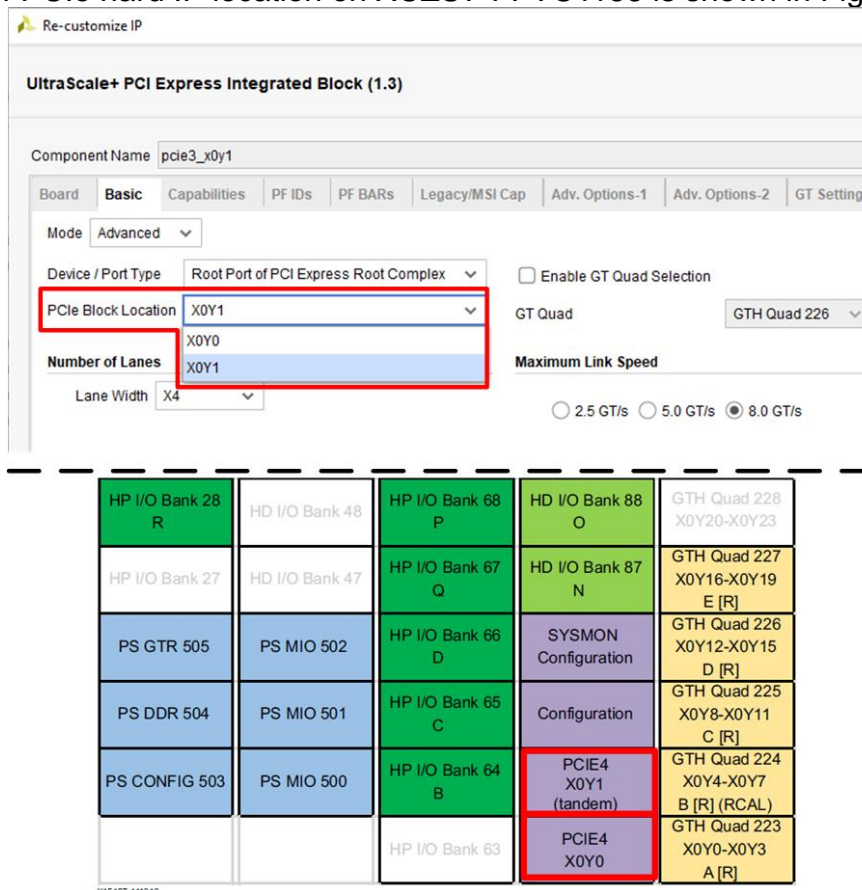 Re-customize IP
UltraScale+ PCI Express Integrated Block (1.3)
Component Name pcie3_x0y1
Board Basic Capabilities PF IDs PF BARs Legacy/MSI Cap Adv. Options-1 Adv. Options-2 GT Setting
Mode Advanced
Device / Port Type Root Port of PCI Express Root Complex Enable GT Quad Selection
PCIe Block Location X0Y1 GT Quad GTH Quad 226
X0Y0
Number of Lanes X0Y1 Maximum Link Speed
Lane Width X4 2.5 GT/s 5.0 GT/s 8.0 GT/s
HP I/O Bank 28 R HD I/O Bank 48 HP I/O Bank 68 P HD I/O Bank 88 O GTH Quad 228 X0Y20-X0Y23
HP I/O Bank 27 HD I/O Bank 47 HP I/O Bank 67 Q HD I/O Bank 87 N GTH Quad 227 X0Y16-X0Y19 E [R]
PS GTR 505 PS MIO 502 HP I/O Bank 66 D SYSMON Configuration GTH Quad 226 X0Y12-X0Y15 D [R]
PS DDR 504 PS MIO 501 HP I/O Bank 65 C Configuration GTH Quad 225 X0Y8-X0Y11 C [R]
PS CONFIG 503 PS MIO 500 HP I/O Bank 64 B PCIE4 X0Y1 (tandem) GTH Quad 224 X0Y4-X0Y7 B [R] (RCAL)
HP I/O Bank 63 PCIE4 X0Y0 GTH Quad 223 X0Y0-X0Y3 A [R]